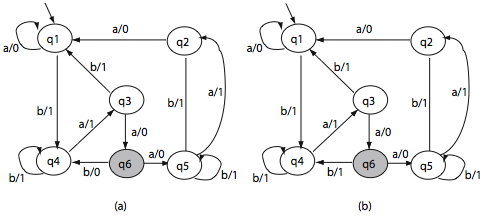 a/0
q1 q2 q1 q2
a/0 a/0
b/1 b/1
q3 q3
b/1 a/1 b/1 a/1 b/1 a/1 b/1 a/1
a/0 a/0
q4 q6 q5 q4 q6 q5
a/0 a/0
b/1 b/0 b/1 b/1 b/1 b/1
(a) (b)